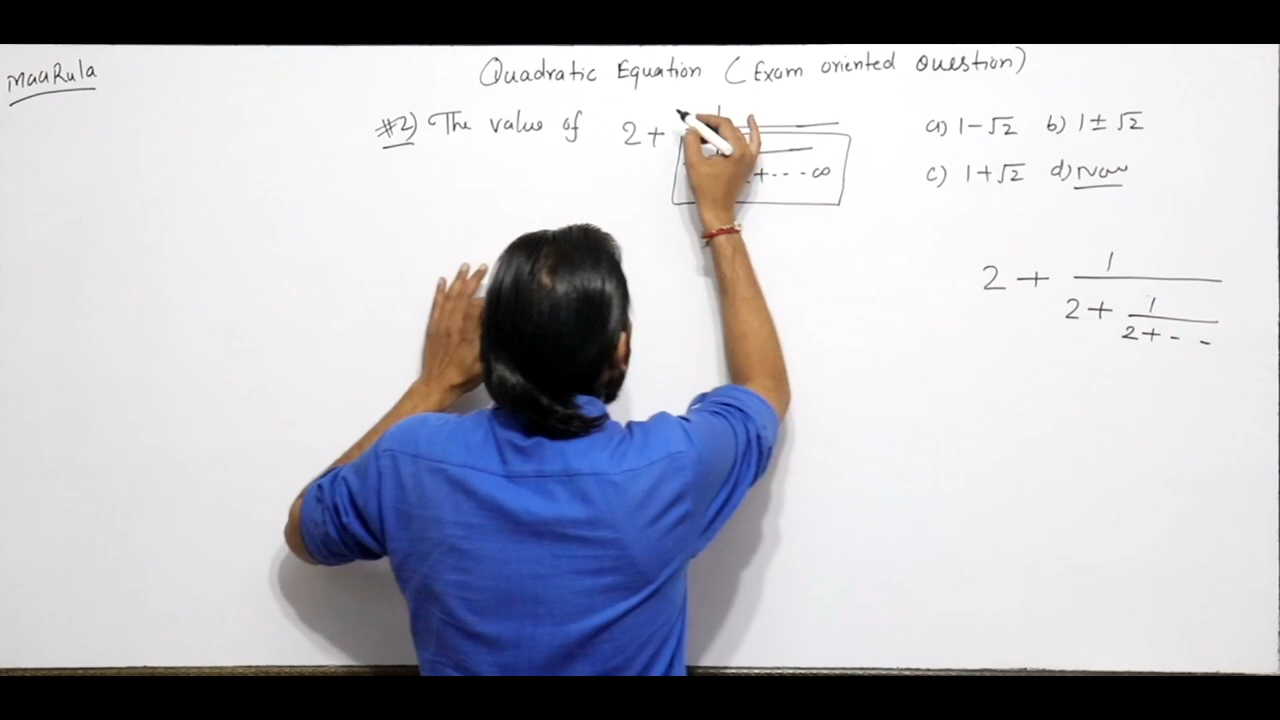 MaaRula
Quadratic Equation (Exam oriented Question)
#2) The value of 2 +
+ --- ∞
a) 1-√2 b) 1±√2
c) 1+√2 d)
2 + 1
2 + 1
2 + - -